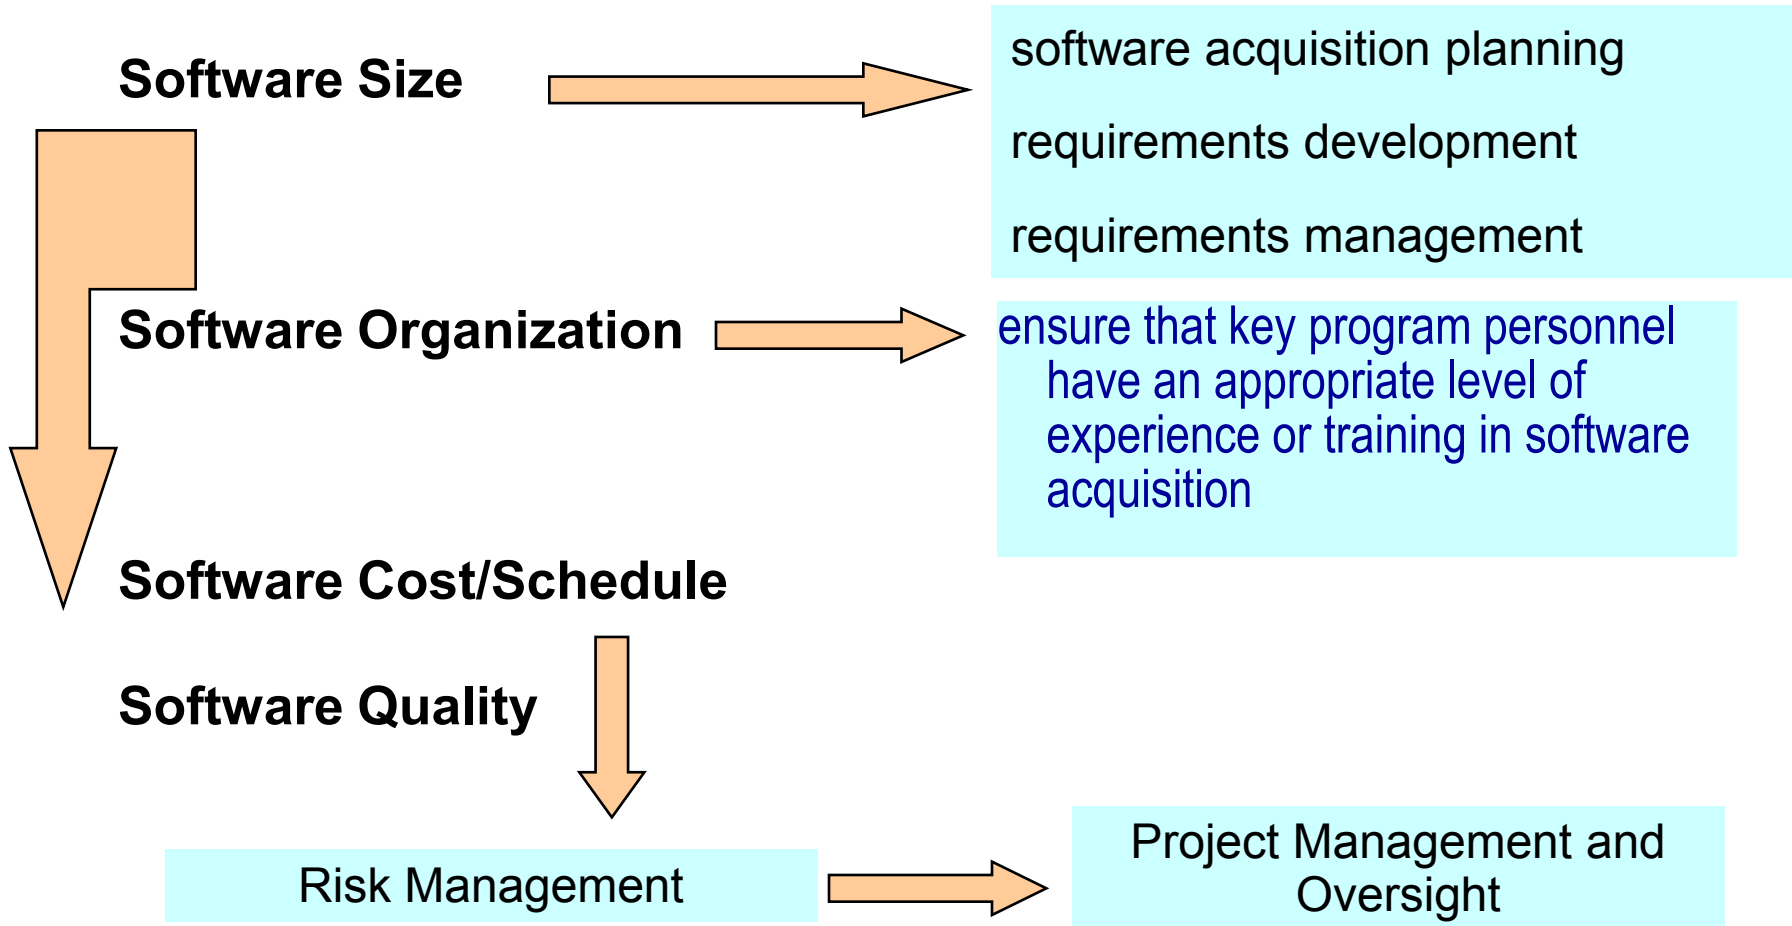 Software Size
software acquisition planning
requirements development
requirements management
Software Organization
ensure that key program personnel
have an appropriate level of
experience or training in software
acquisition
Software Cost/Schedule
Software Quality
Risk Management
Project Management and
Oversight